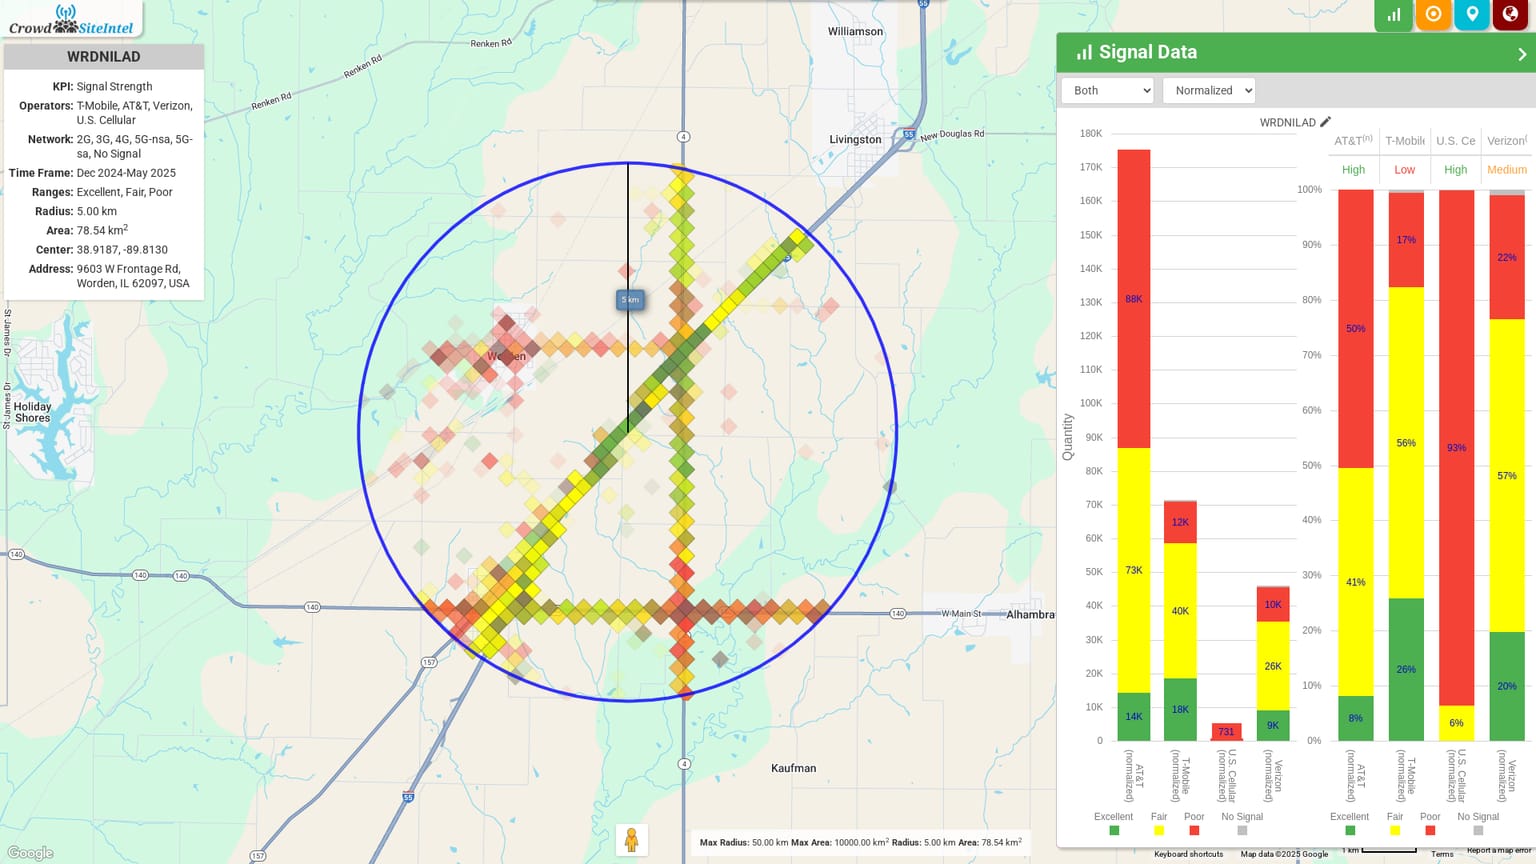 Crowd SiteIntel
WRDNILAD
KPI: Signal Strength
Operators: T-Mobile, AT&T, Verizon,
U.S. Cellular
Network: 2G, 3G, 4G, 5G-nsa, 5G-
sa, No Signal
Time Frame: Dec 2024-May 2025
Ranges: Excellent, Fair, Poor
Radius: 5.00 km
Area: 78.54 km2
Center: 38.9187, -89.8130
Address: 9603 W Frontage Rd,
Worden, IL 62097, USA
Renken Rd
Renken Rd
Renken Rd
Williamson
55
4
Livingston
55
New Douglas Rd
5 km
Worden
St James Dr
St James Dr
Holiday
Shores
140
140
140
140
140
W Main St
Alhambra
157
157
55
4
Kaufman
Google
Max Radius: 50.00 km Max Area: 10000.00 km2 Radius: 5.00 km Area: 78.54 km2
Signal Data
Both
Normalized
WRDNILAD
Quantity
180K
170K
160K
150K
140K
130K
120K
110K
100K
90K
80K
70K
60K
50K
40K
30K
20K
10K
0
88K
73K
14K
12K
40K
18K
731
10K
26K
9K
AT&T
(normalized)
T-Mobile
(normalized)
U.S. Cellular
(normalized)
Verizon
(normalized)
Excellent
Fair
Poor
No Signal
AT&T(n)
T-Mobile
U.S. Ce
Verizon(
High
Low
High
Medium
100%
90%
80%
70%
60%
50%
40%
30%
20%
10%
0%
50%
41%
8%
17%
56%
26%
93%
6%
22%
57%
20%
AT&T
(normalized)
T-Mobile
(normalized)
U.S. Cellular
(normalized)
Verizon
(normalized)
Excellent
Fair
Poor
No Signal
Keyboard shortcuts
Map data ©2025 Google
1 km
Terms
Report a map error